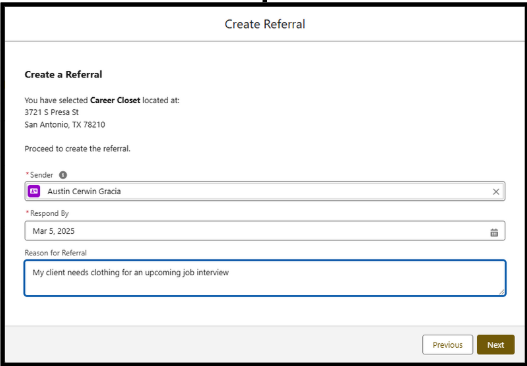 Create Referral
Create a Referral
You have selected Career Closet located at:
3721 S Presa St
San Antonio, TX 78210
Proceed to create the referral.
* Sender
Austin Cerwin Gracia
* Respond By
Mar 5, 2025
Reason for Referral
My client needs clothing for an upcoming job interview
Previous Next